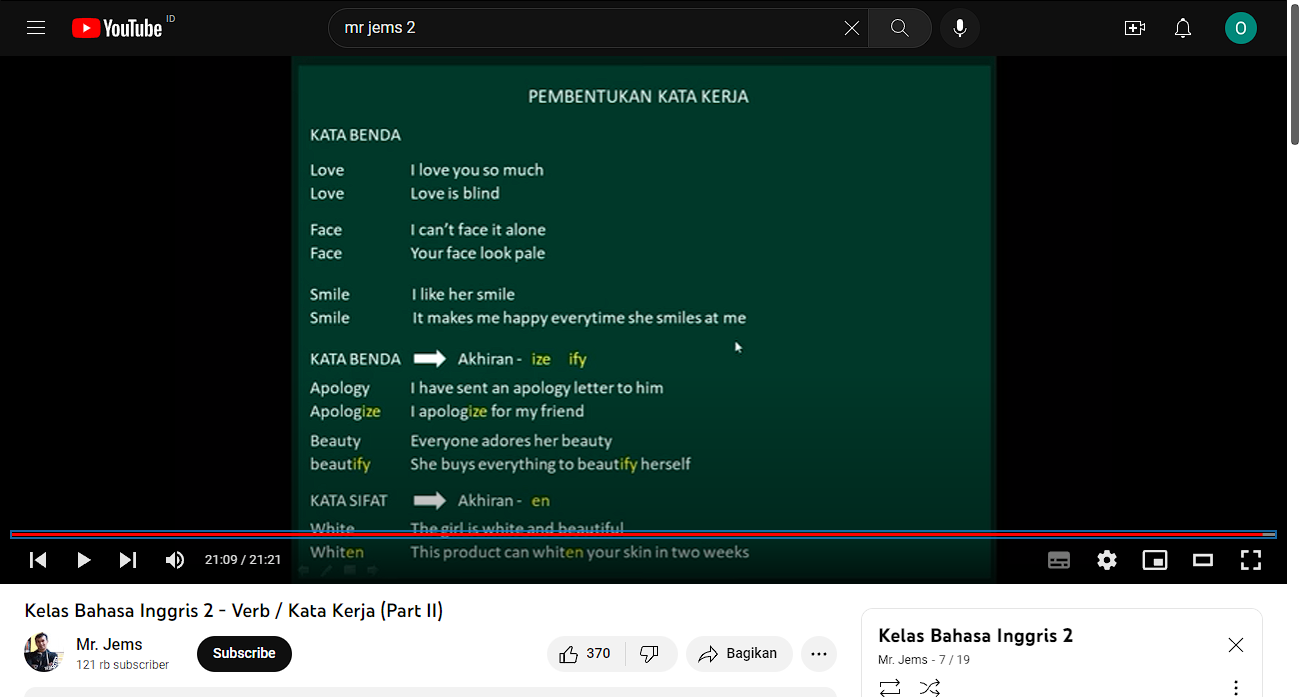 YouTube ID
mr jems 2
O
PEMBENTUKAN KATA KERJA
KATA BENDA
Love I love you so much
Love Love is blind
Face I can't face it alone
Face Your face look pale
Smile I like her smile
Smile It makes me happy everytime she smiles at me
KATA BENDA Akhiran - ize ify
Apology I have sent an apology letter to him
Apologize I apologize for my friend
Beauty Everyone adores her beauty
beautify She buys everything to beautify herself
KATA SIFAT Akhiran - en
White The girl is white and beautiful
Whiten This product can whiten your skin in two weeks
21:09 / 21:21
Kelas Bahasa Inggris 2 - Verb / Kata Kerja (Part II)
Mr. Jems
121 rb subscriber
Subscribe
370
Bagikan
Kelas Bahasa Inggris 2
Mr. Jems - 7 / 19